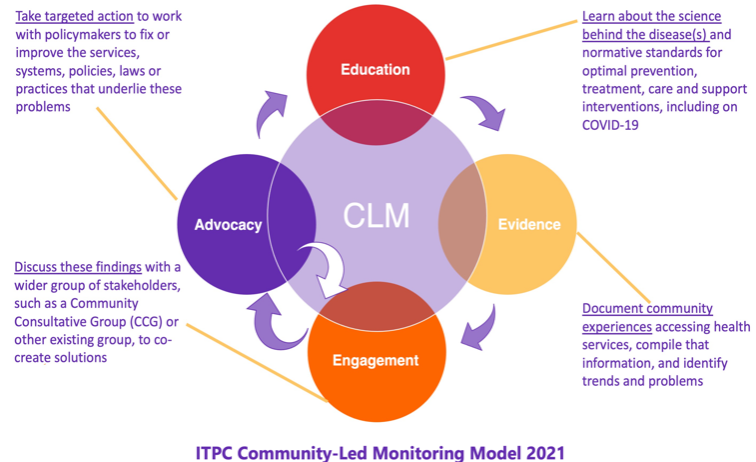 Take targeted action to work
with policymakers to fix or
improve the services,
systems, policies, laws or
practices that underlie these
problems
Education
Learn about the science
behind the disease(s) and
normative standards for
optimal prevention,
treatment, care and support
interventions, including on
COVID-19
Advocacy
CLM
Evidence
Discuss these findings with a
wider group of stakeholders,
such as a Community
Consultative Group (CCG) or
other existing group, to co-
create solutions
Engagement
Document community
experiences accessing health
services, compile that
information, and identify
trends and problems
ITPC Community-Led Monitoring Model 2021